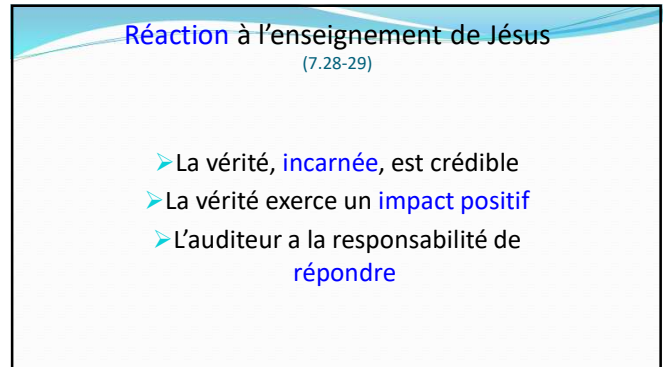 Réaction à l’enseignement de Jésus
(7.28-29)
➢La vérité, incarnée, est crédible
➢La vérité exerce un impact positif
➢L’auditeur a la responsabilité de
répondre